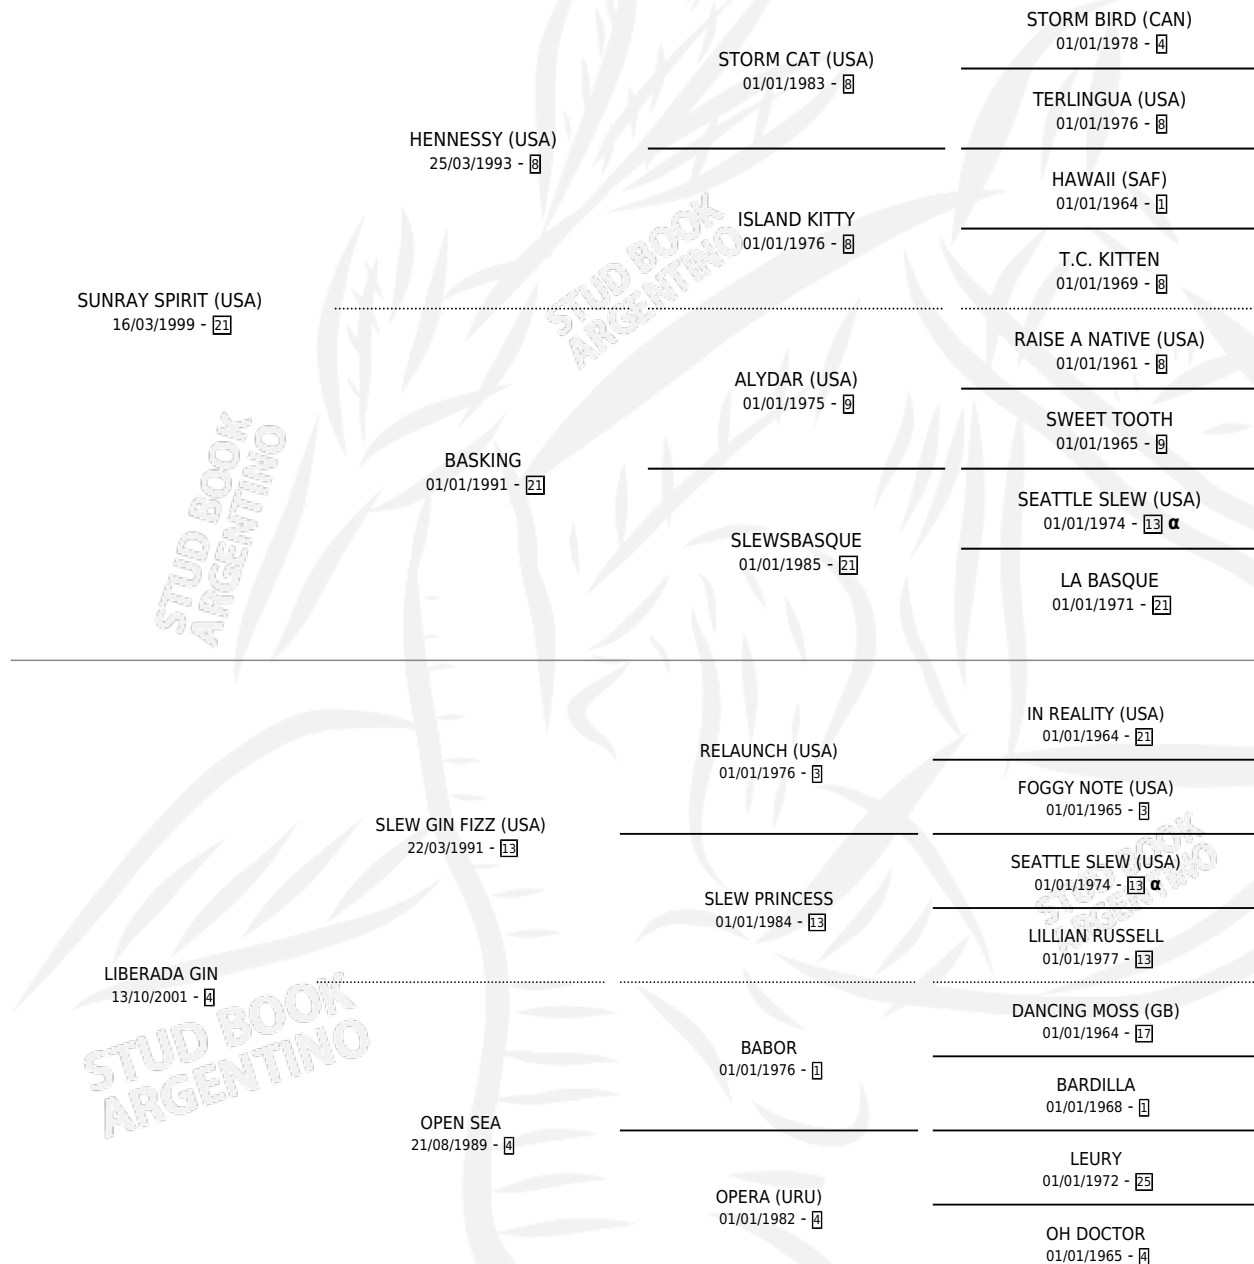 STORM BIRD (CAN)
01/01/1978 - 4
STORM CAT (USA)
01/01/1983 - 8
TERLINGUA (USA)
01/01/1976 - 8
HENNESSY (USA)
25/03/1993 - 8
HAWAII (SAF)
01/01/1964 - 1
ISLAND KITTY
01/01/1976 - 8
T.C. KITTEN
01/01/1969 - 8
SUNRAY SPIRIT (USA)
16/03/1999 - 21
RAISE A NATIVE (USA)
01/01/1961 - 8
ALYDAR (USA)
01/01/1975 - 9
SWEET TOOTH
01/01/1965 - 9
BASKING
01/01/1991 - 21
SEATTLE SLEW (USA)
01/01/1974 - 13 α
SLEWSBASQUE
01/01/1985 - 21
LA BASQUE
01/01/1971 - 21
IN REALITY (USA)
01/01/1964 - 21
RELAUNCH (USA)
01/01/1976 - 3
FOGGY NOTE (USA)
01/01/1965 - 3
SLEW GIN FIZZ (USA)
22/03/1991 - 13
SEATTLE SLEW (USA)
01/01/1974 - 13 α
SLEW PRINCESS
01/01/1984 - 13
LILLIAN RUSSELL
01/01/1977 - 13
LIBERADA GIN
13/10/2001 - 4
DANCING MOSS (GB)
01/01/1964 - 17
BABOR
01/01/1976 - 1
BARDILLA
01/01/1968 - 1
OPEN SEA
21/08/1989 - 4
LEURY
01/01/1972 - 25
OPERA (URU)
01/01/1982 - 4
OH DOCTOR
01/01/1965 - 4
STUD BOOK
ARGENTINO
STUD BOOK
ARGENTINO
STUD BOOK
ARGENTINO
STUD BOOK
ARGENTINO